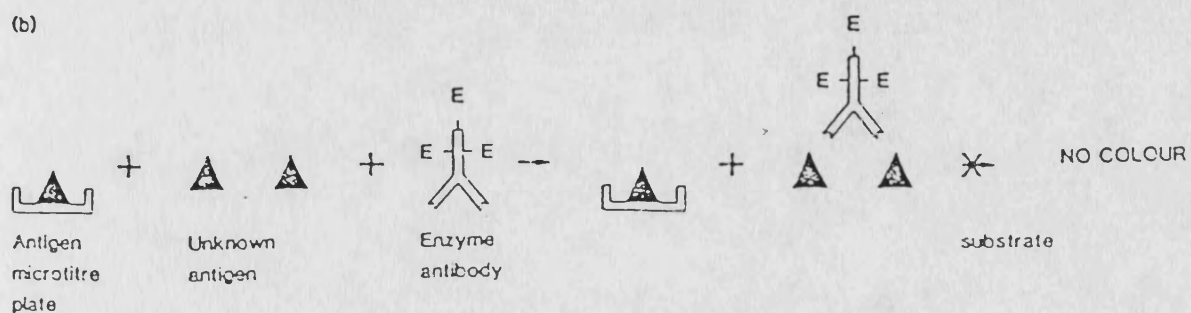 (b)
E
E E
+ + E → + X NO COLOUR
E E
Antigen microtitre plate
Unknown antigen
Enzyme antibody
substrate